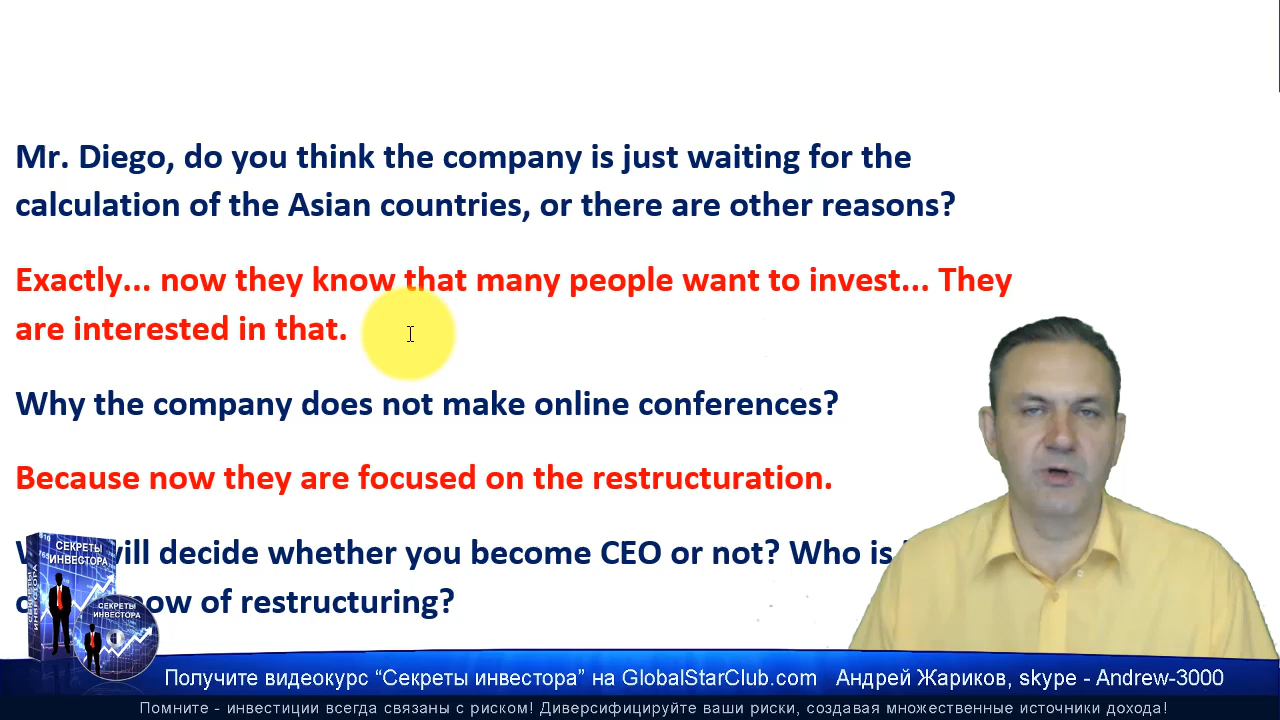 Mr. Diego, do you think the company is just waiting for the
calculation of the Asian countries, or there are other reasons?
Exactly... now they know that many people want to invest... They
are interested in that.
Why the company does not make online conferences?
Because now they are focused on the restructuration.
will decide whether you become CEO or not? Who is
now of restructuring?
СЕКРЕТЫ
ИНВЕСТОРА
СЕКРЕТЫ
ИНВЕСТОРА
СЕКРЕТЫ
ИНВЕСТОРА
Получите видеокурс “Секреты инвестора” на GlobalStarClub.com Андрей Жариков, skype - Andrew-3000
Помните - инвестиции всегда связаны с риском! Диверсифицируйте ваши риски, создавая множественные источники дохода!